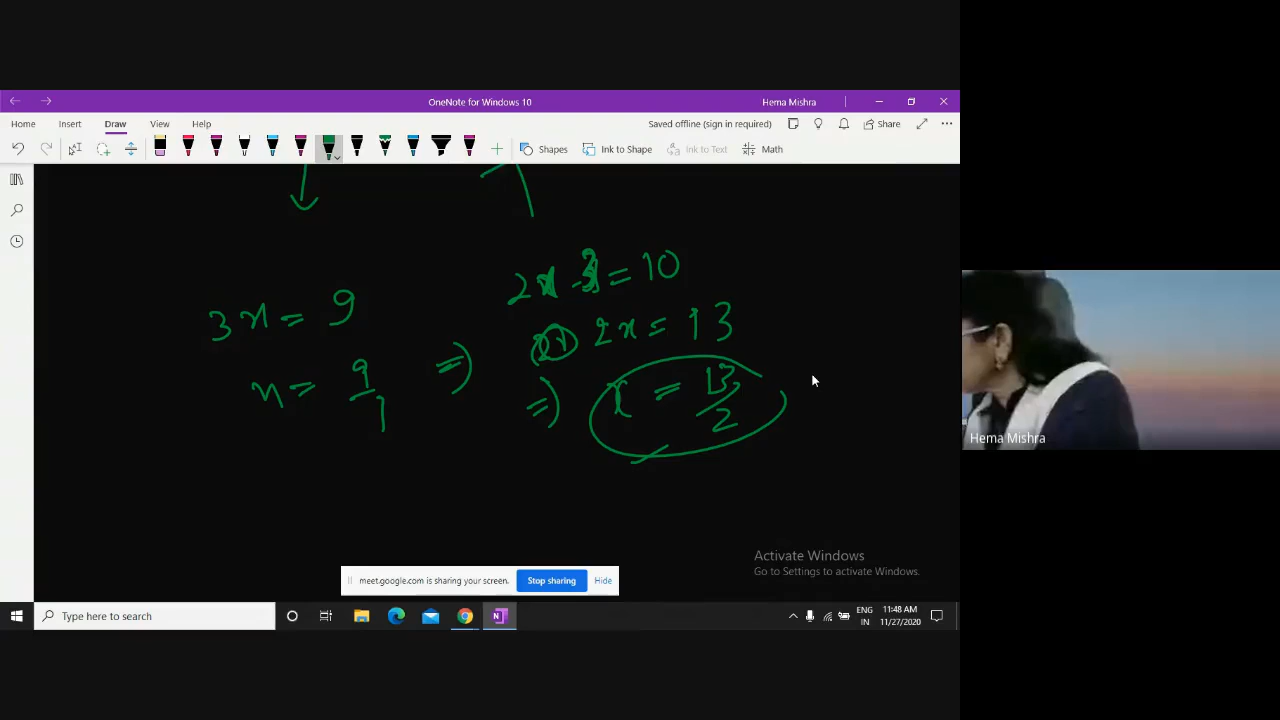 OneNote for Windows 10
Hema Mishra
Home Insert Draw View Help
Saved offline (sign in required)
Share
Shapes
Ink to Shape
Ink to Text
Math
2x - 3 = 10
3x = 9
2x = 13
x = 9
⇒
⇒ x = 13/2
Hema Mishra
Activate Windows
Go to Settings to activate Windows.
meet.google.com is sharing your screen.
Stop sharing
Hide
Type here to search
ENG
IN
11:48 AM
11/27/2020